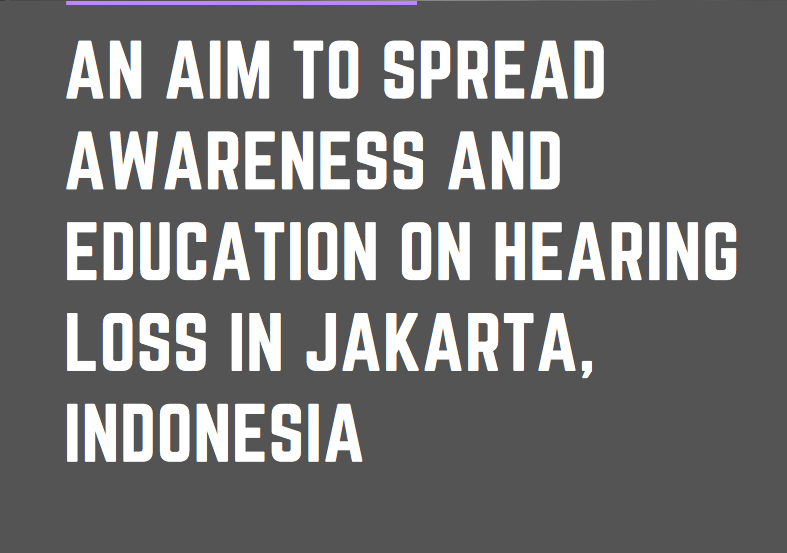 AN AIM TO SPREAD
AWARENESS AND
EDUCATION ON HEARING
LOSS IN JAKARTA,
INDONESIA